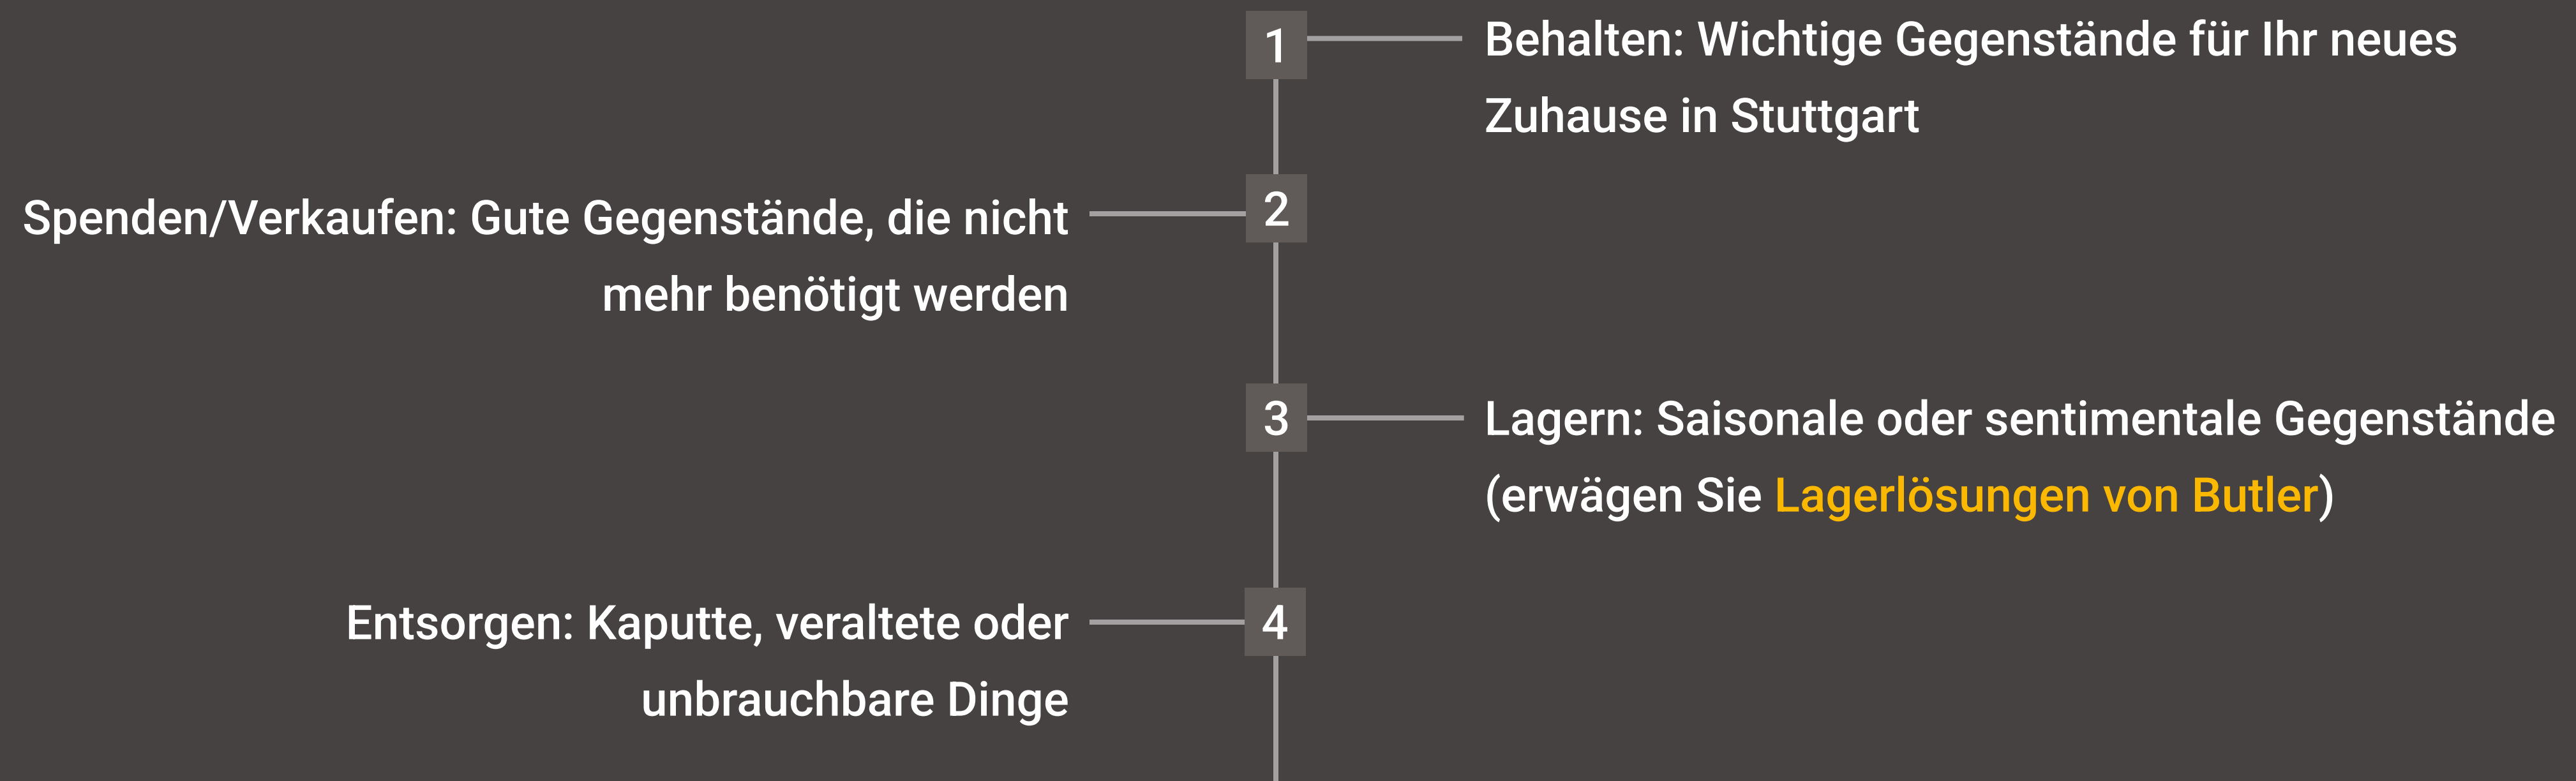 1
Behalten: Wichtige Gegenstände für Ihr neues
Zuhause in Stuttgart
2
Spenden/Verkaufen: Gute Gegenstände, die nicht
mehr benötigt werden
3
Lagern: Saisonale oder sentimentale Gegenstände
(erwägen Sie Lagerlösungen von Butler)
4
Entsorgen: Kaputte, veraltete oder
unbrauchbare Dinge